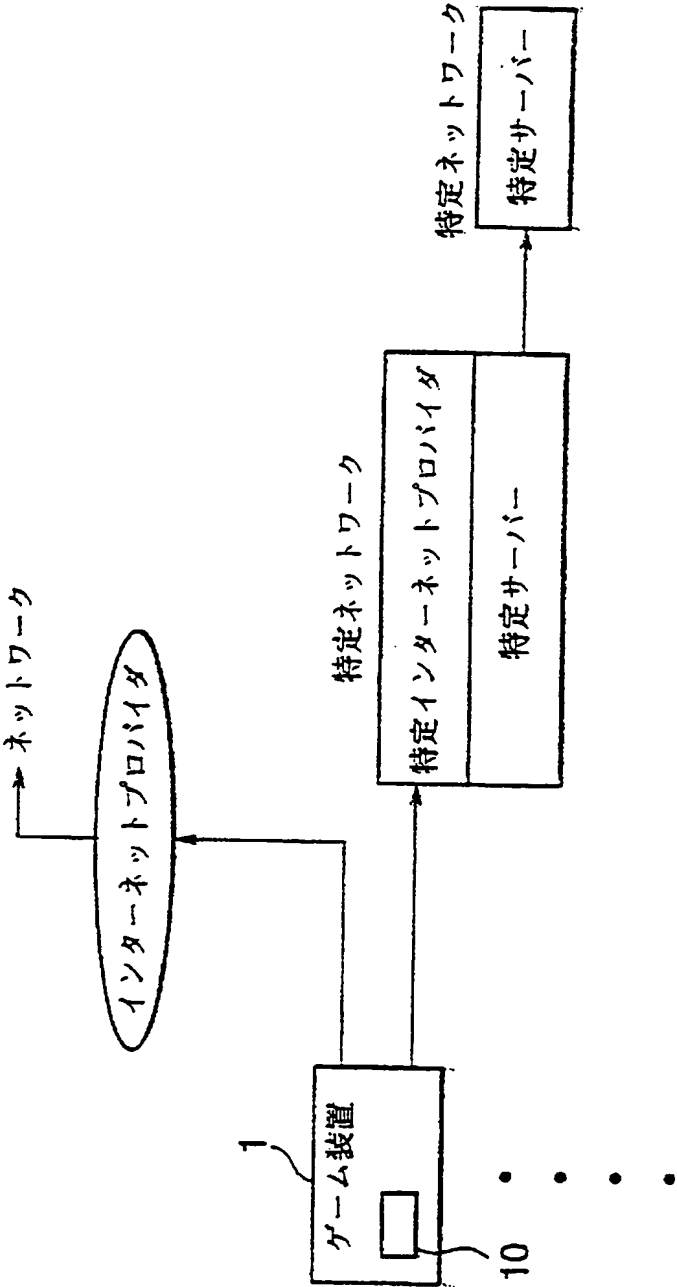 ネットワーク
インターネットプロバイダ
1
ゲーム装置
10
特定ネットワーク
特定インターネットプロバイダ
特定サーバー
特定ネットワーク
特定サーバー